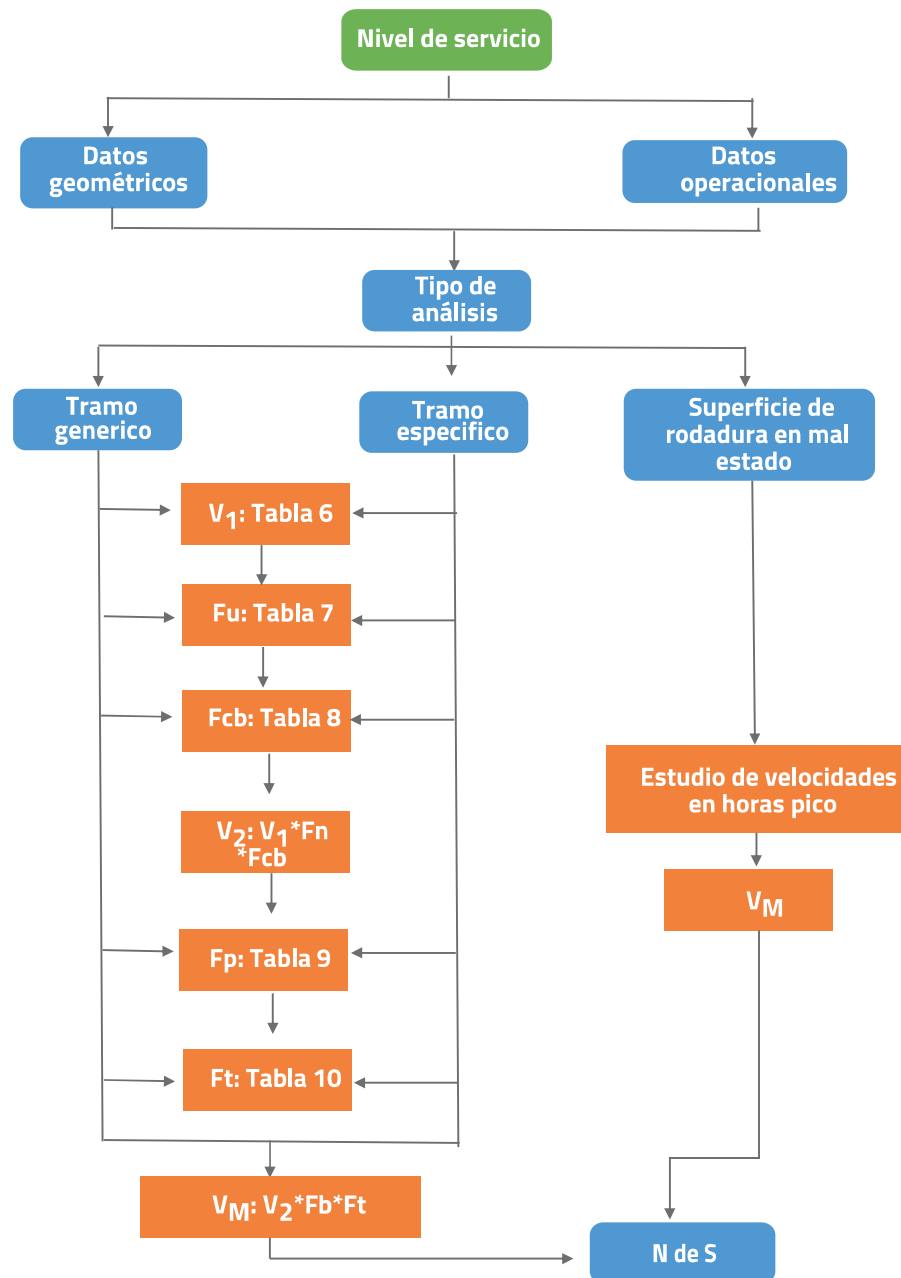 Nivel de servicio
Datos
geométricos
Datos
operacionales
Tipo de
análisis
Tramo
generico
Tramo
especifico
Superficie de
rodadura en mal
estado
V1: Tabla 6
Fu: Tabla 7
Fcb: Tabla 8
V2: V1*Fn
*Fcb
Fp: Tabla 9
Ft: Tabla 10
VM: V2*Fb*Ft
Estudio de velocidades
en horas pico
VM
N de S